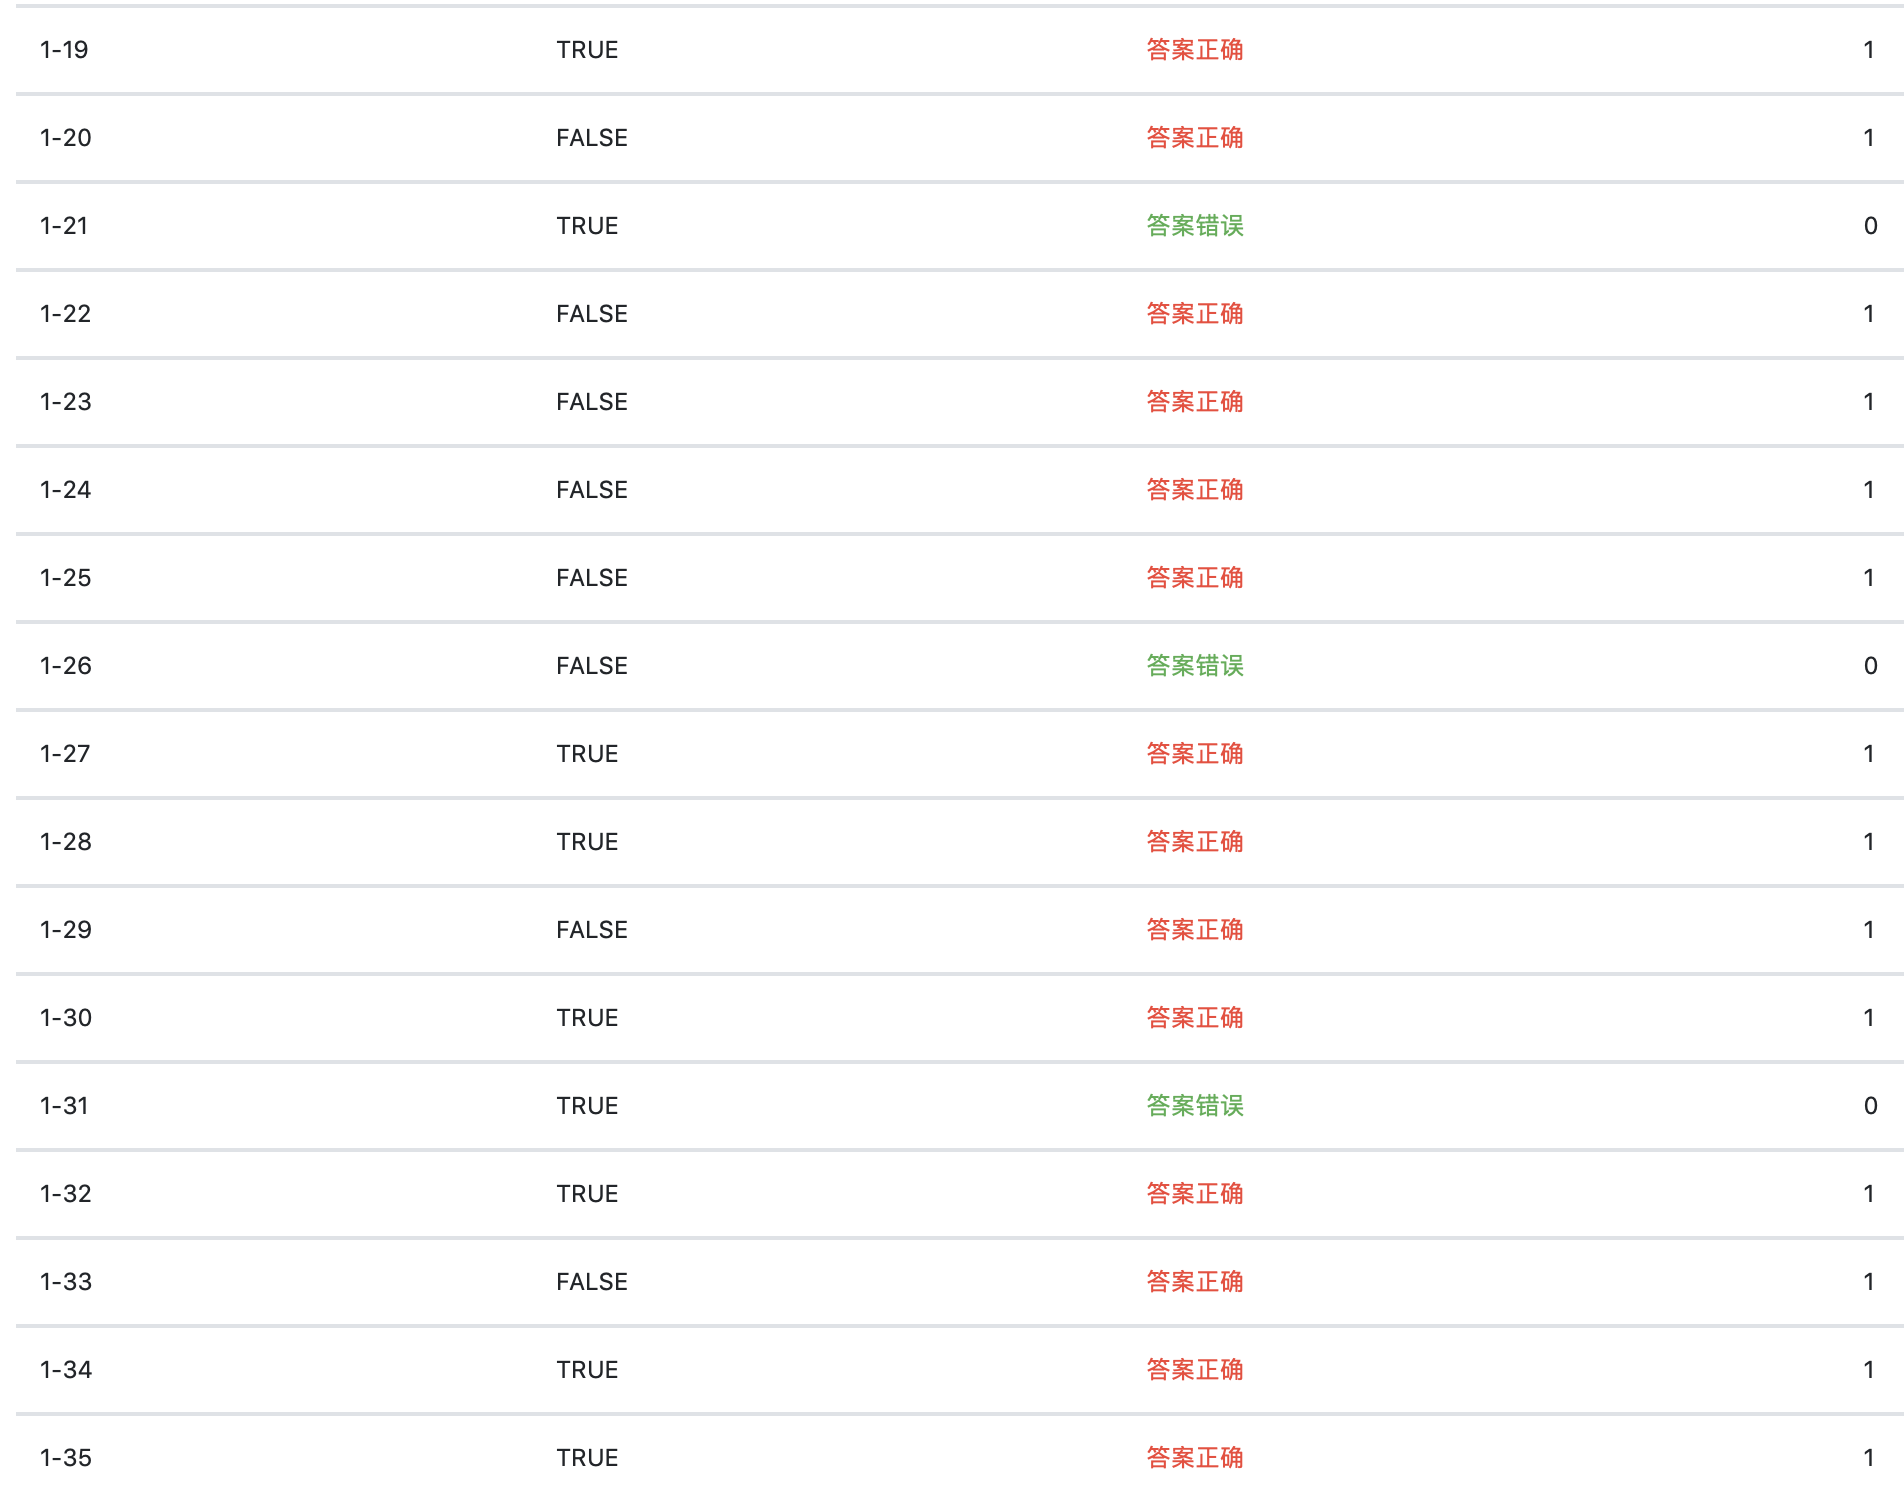 1-19 TRUE 答案正确 1
1-20 FALSE 答案正确 1
1-21 TRUE 答案错误 0
1-22 FALSE 答案正确 1
1-23 FALSE 答案正确 1
1-24 FALSE 答案正确 1
1-25 FALSE 答案正确 1
1-26 FALSE 答案错误 0
1-27 TRUE 答案正确 1
1-28 TRUE 答案正确 1
1-29 FALSE 答案正确 1
1-30 TRUE 答案正确 1
1-31 TRUE 答案错误 0
1-32 TRUE 答案正确 1
1-33 FALSE 答案正确 1
1-34 TRUE 答案正确 1
1-35 TRUE 答案正确 1